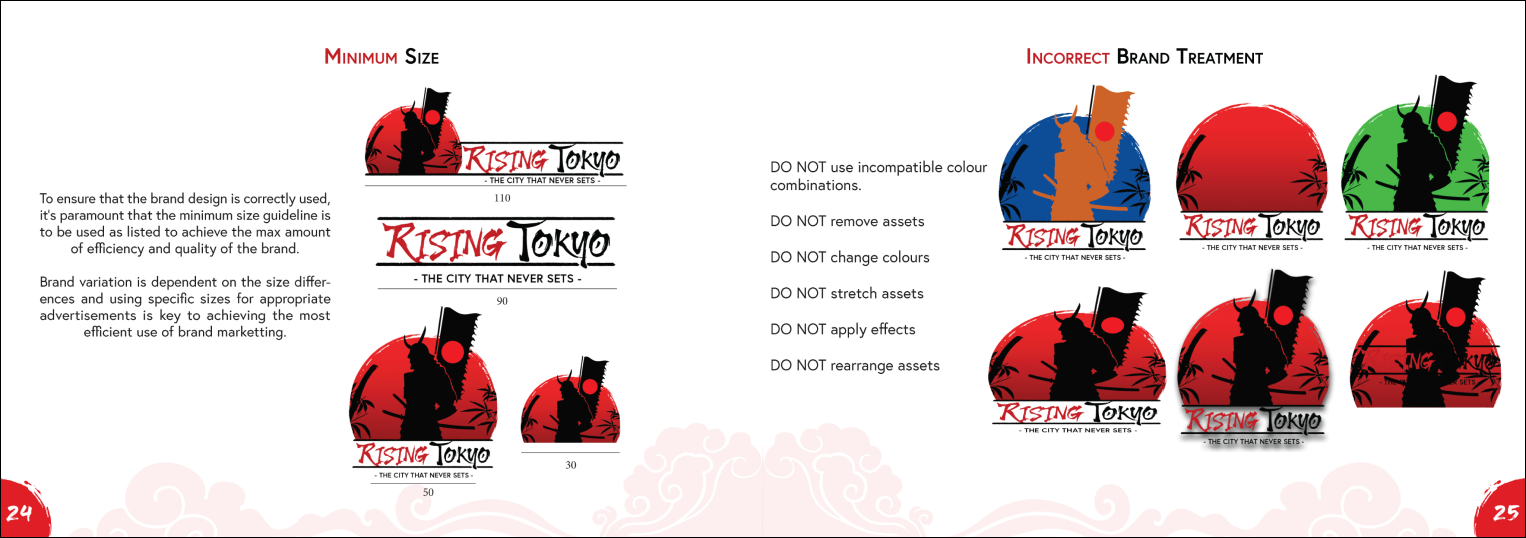 Minimum Size
RISING TOKYO
- THE CITY THAT NEVER SETS -
110
RISING TOKYO
- THE CITY THAT NEVER SETS -
90
To ensure that the brand design is correctly used,
it's paramount that the minimum size guideline is
to be used as listed to achieve the max amount
of efficiency and quality of the brand.
Brand variation is dependent on the size differ-
ences and using specific sizes for appropriate
advertisements is key to achieving the most
efficient use of brand marketting.
RISING TOKYO
- THE CITY THAT NEVER SETS -
50
30
24
Incorrect Brand Treatment
DO NOT use incompatible colour
combinations.
DO NOT remove assets
DO NOT change colours
DO NOT stretch assets
DO NOT apply effects
DO NOT rearrange assets
RISING TOKYO
- THE CITY THAT NEVER SETS -
RISING TOKYO
- THE CITY THAT NEVER SETS -
RISING TOKYO
- THE CITY THAT NEVER SETS -
RISING TOKYO
- THE CITY THAT NEVER SETS -
RISING TOKYO
- THE CITY THAT NEVER SETS -
SETS
25